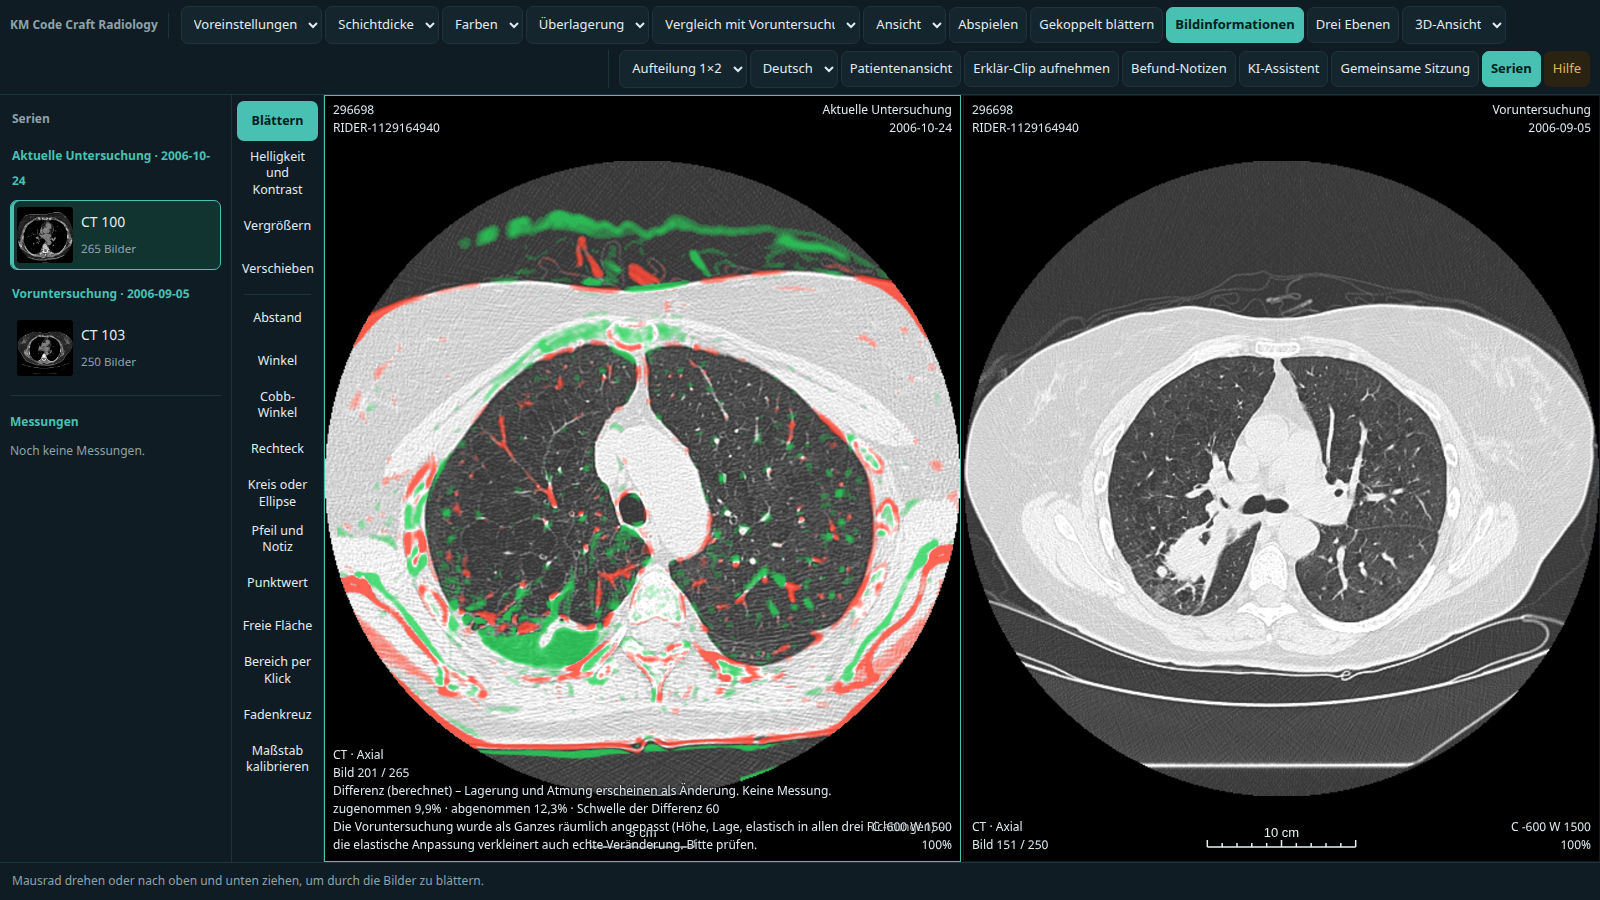 KM Code Craft Radiology
Voreinstellungen
Schichtdicke
Farben
Überlagerung
Vergleich mit Voruntersuchu
Ansicht
Abspielen
Gekoppelt blättern
Bildinformationen
Drei Ebenen
3D-Ansicht
Aufteilung 1×2
Deutsch
Patientenansicht
Erklär-Clip aufnehmen
Befund-Notizen
KI-Assistent
Gemeinsame Sitzung
Serien
Hilfe
Serien
Aktuelle Untersuchung · 2006-10-
24
CT 100
265 Bilder
Voruntersuchung · 2006-09-05
CT 103
250 Bilder
Messungen
Noch keine Messungen.
Blättern
Helligkeit
und
Kontrast
Vergrößern
Verschieben
Abstand
Winkel
Cobb-
Winkel
Rechteck
Kreis oder
Ellipse
Pfeil und
Notiz
Punktwert
Freie Fläche
Bereich per
Klick
Fadenkreuz
Maßstab
kalibrieren
296698
RIDER-1129164940
Aktuelle Untersuchung
2006-10-24
CT · Axial
Bild 201 / 265
Differenz (berechnet) – Lagerung und Atmung erscheinen als Änderung. Keine Messung.
zugenommen 9,9% · abgenommen 12,3% · Schwelle der Differenz 60
Die Voruntersuchung wurde als Ganzes räumlich angepasst (Höhe, Lage, elastisch in allen drei Richtungen) –
die elastische Anpassung verkleinert auch echte Veränderung. Bitte prüfen.
5 cm
C -600 W 1500
100%
296698
RIDER-1129164940
Voruntersuchung
2006-09-05
CT · Axial
Bild 151 / 250
10 cm
C -600 W 1500
100%
Mausrad drehen oder nach oben und unten ziehen, um durch die Bilder zu blättern.